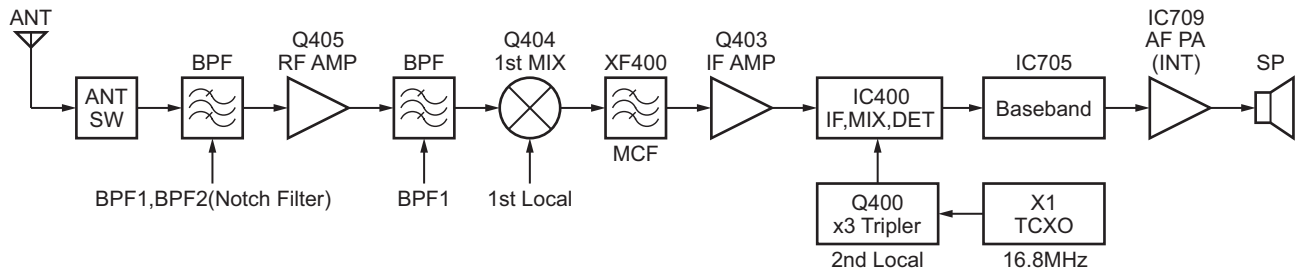 ANT
ANT
SW
BPF
BPF1,BPF2(Notch Filter)
Q405
RF AMP
BPF
BPF1
Q404
1st MIX
1st Local
XF400
MCF
Q403
IF AMP
IC400
IF,MIX,DET
Q400
x3 Tripler
2nd Local
X1
TCXO
16.8MHz
IC705
Baseband
IC709
AF PA
(INT)
SP